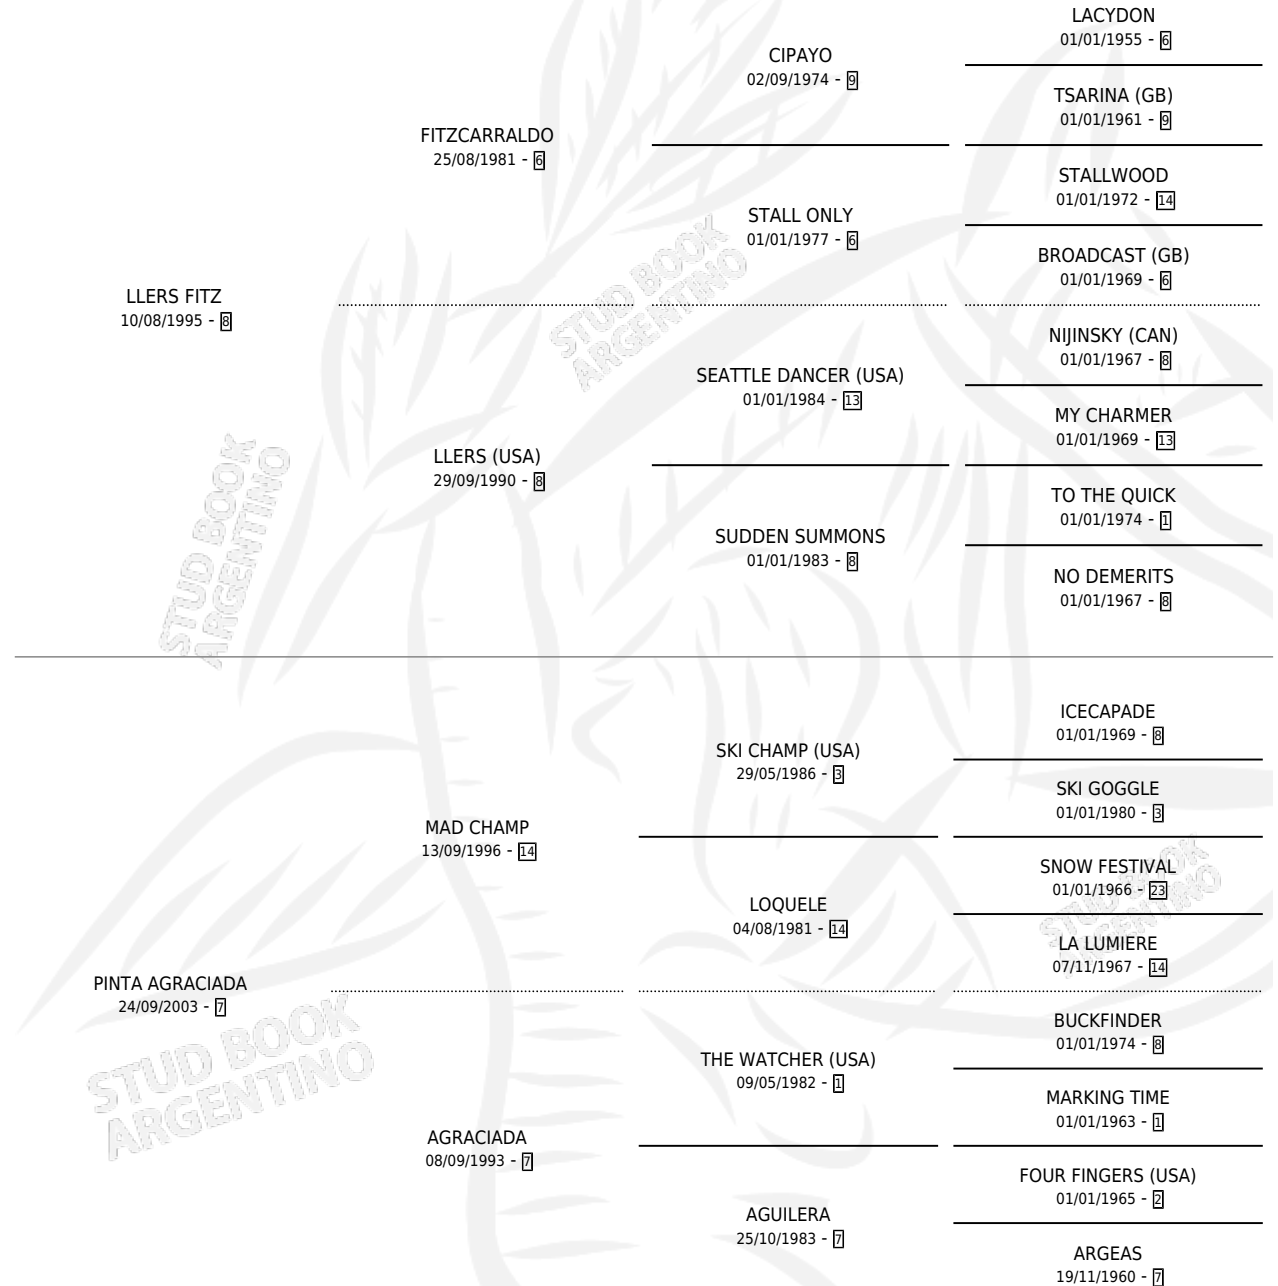 LACYDON
01/01/1955 - 6
CIPAYO
02/09/1974 - 9
TSARINA (GB)
01/01/1961 - 9
FITZCARRALDO
25/08/1981 - 6
STALLWOOD
01/01/1972 - 14
STALL ONLY
01/01/1977 - 6
BROADCAST (GB)
01/01/1969 - 6
LLERS FITZ
10/08/1995 - 8
NIJINSKY (CAN)
01/01/1967 - 8
SEATTLE DANCER (USA)
01/01/1984 - 13
MY CHARMER
01/01/1969 - 13
LLERS (USA)
29/09/1990 - 8
TO THE QUICK
01/01/1974 - 1
SUDDEN SUMMONS
01/01/1983 - 8
NO DEMERITS
01/01/1967 - 8
STUD BOOK
ARGENTINO
STUD BOOK
ARGENTINO
ICECAPADE
01/01/1969 - 8
SKI CHAMP (USA)
29/05/1986 - 3
SKI GOGGLE
01/01/1980 - 3
MAD CHAMP
13/09/1996 - 14
SNOW FESTIVAL
01/01/1966 - 23
LOQUELE
04/08/1981 - 14
LA LUMIERE
07/11/1967 - 14
PINTA AGRACIADA
24/09/2003 - 7
BUCKFINDER
01/01/1974 - 8
THE WATCHER (USA)
09/05/1982 - 1
MARKING TIME
01/01/1963 - 1
AGRACIADA
08/09/1993 - 7
FOUR FINGERS (USA)
01/01/1965 - 2
AGUILERA
25/10/1983 - 7
ARGEAS
19/11/1960 - 7
STUD BOOK
ARGENTINO
STUD BOOK
ARGENTINO